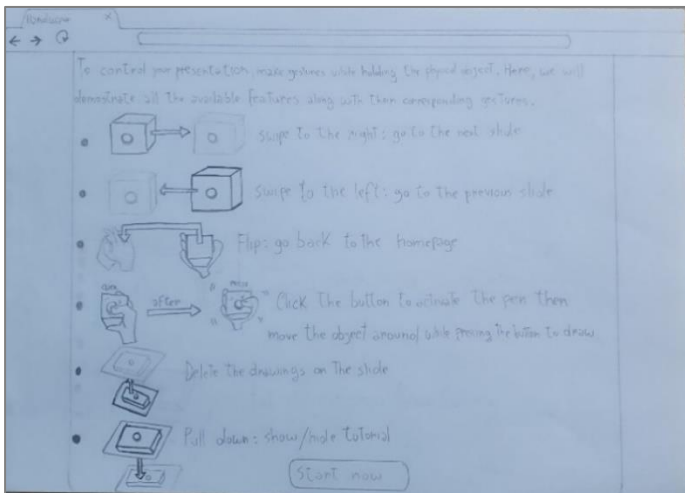 To control your presentation, make gestures while holding the physical object. Here, we will
demonstrate all the available features along with their corresponding gestures.
swipe to the right: go to the next slide
Swipe to the left: go to the previous slide
Flip: go back to the homepage
after
Click the button to activate the pen then
move the object around while pressing the button to draw
Delete the drawings on the slide
Pull down: show/hide tutorial
Start now